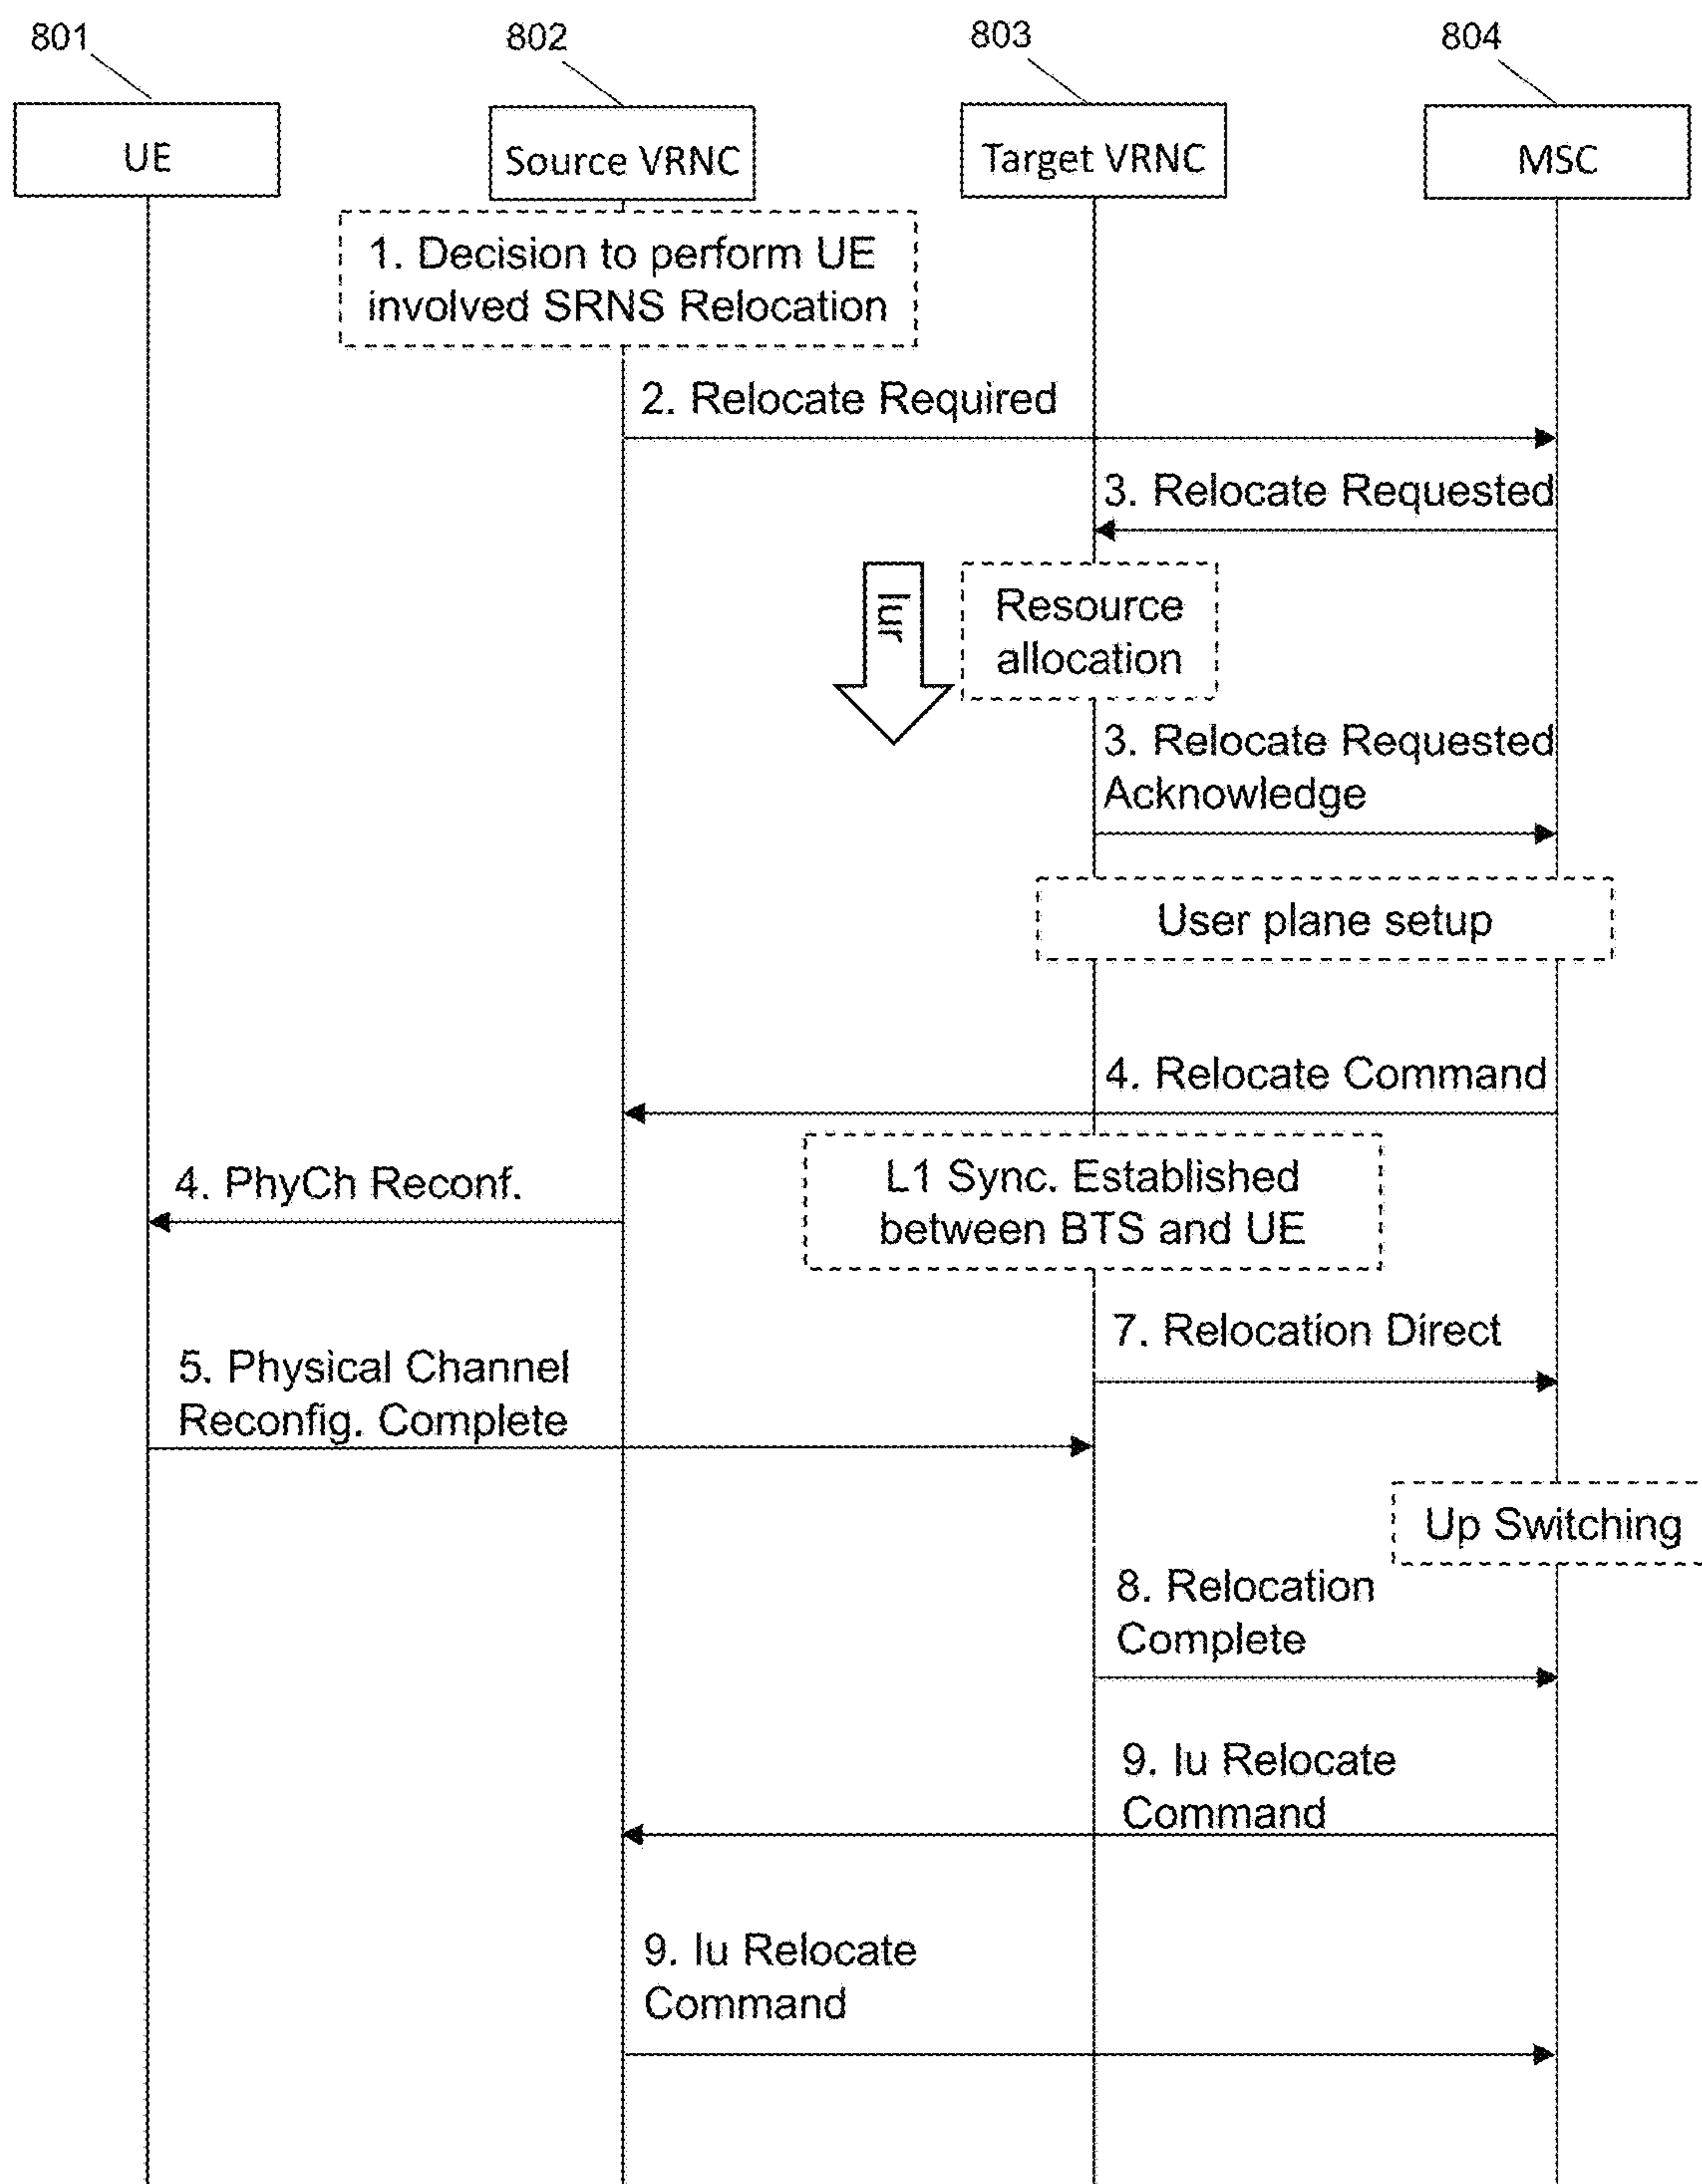 801
802
803
804
UE
Source VRNC
Target VRNC
MSC
1. Decision to perform UE
involved SRNS Relocation
2. Relocate Required
3. Relocate Requested
Iur
Resource
allocation
3. Relocate Requested
Acknowledge
User plane setup
4. Relocate Command
L1 Sync. Established
between BTS and UE
4. PhyCh Reconf.
7. Relocation Direct
5. Physical Channel
Reconfig. Complete
Up Switching
8. Relocation
Complete
9. Iu Relocate
Command
9. Iu Relocate
Command